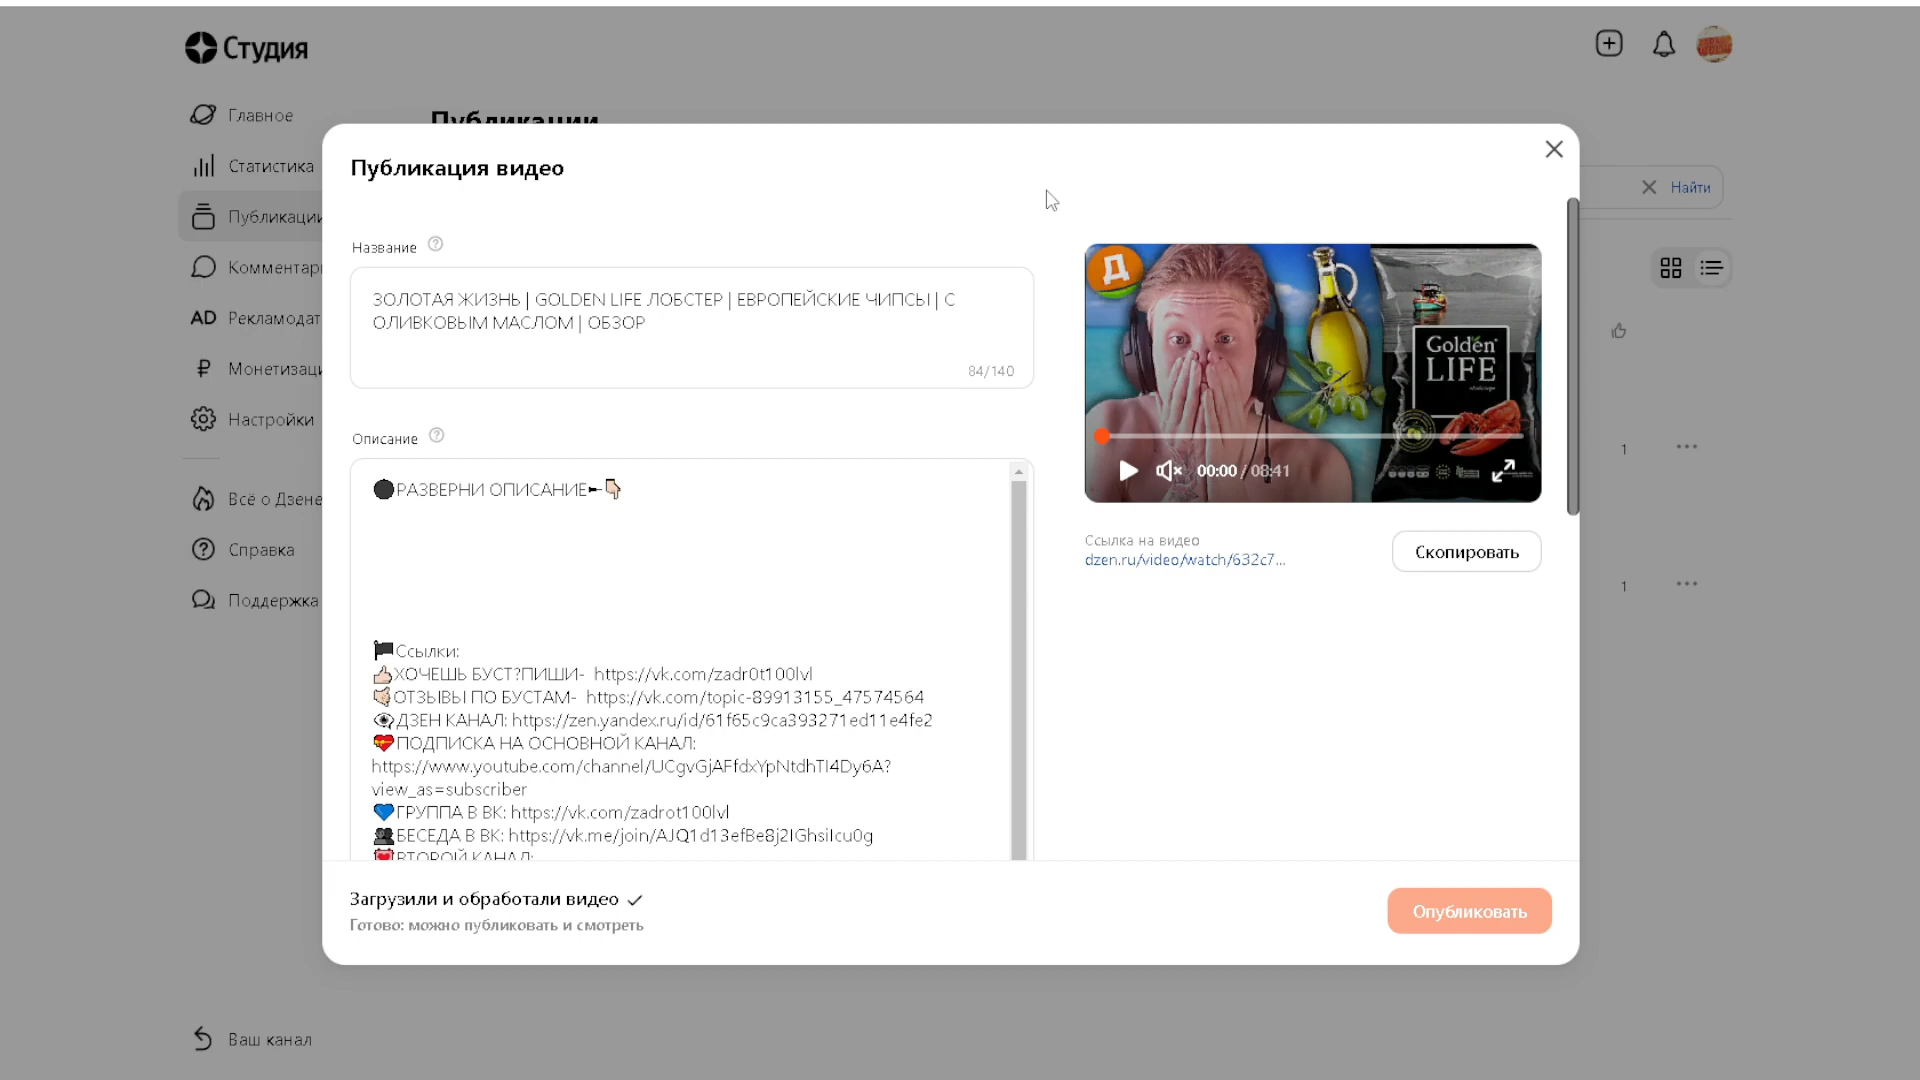 Студия
Главное
Статистика
Публикации
Комментар
AD Рекламодат
Монетизаци
Настройки
Всё о Дзене
Справка
Поддержка
Ваш канал
Публикации
Найти
1
1
Публикация видео
Название
ЗОЛОТАЯ ЖИЗНЬ | GOLDEN LIFE ЛОБСТЕР | ЕВРОПЕЙСКИЕ ЧИПСЫ | С
ОЛИВКОВЫМ МАСЛОМ | ОБЗОР
84/140
Описание
РАЗВЕРНИ ОПИСАНИЕ
Ссылки:
ХОЧЕШЬ БУСТ?ПИШИ- https://vk.com/zadr0t100lvl
ОТЗЫВЫ ПО БУСТАМ- https://vk.com/topic-89913155_47574564
ДЗЕН КАНАЛ: https://zen.yandex.ru/id/61f65c9ca393271ed11e4fe2
ПОДПИСКА НА ОСНОВНОЙ КАНАЛ:
https://www.youtube.com/channel/UCgvGjAFfdxYpNtdhTI4Dy6A?
view_as=subscriber
ГРУППА В ВК: https://vk.com/zadrot100lvl
БЕСЕДА В ВК: https://vk.me/join/AJQ1d13efBe8j2IGhsiIcu0g
ВТОРОЙ КАНАЛ:
Д
Golden
LIFE
00:00 / 08:41
Ссылка на видео
dzen.ru/video/watch/632c7...
Скопировать
Загрузили и обработали видео
Готово: можно публиковать и смотреть
Опубликовать